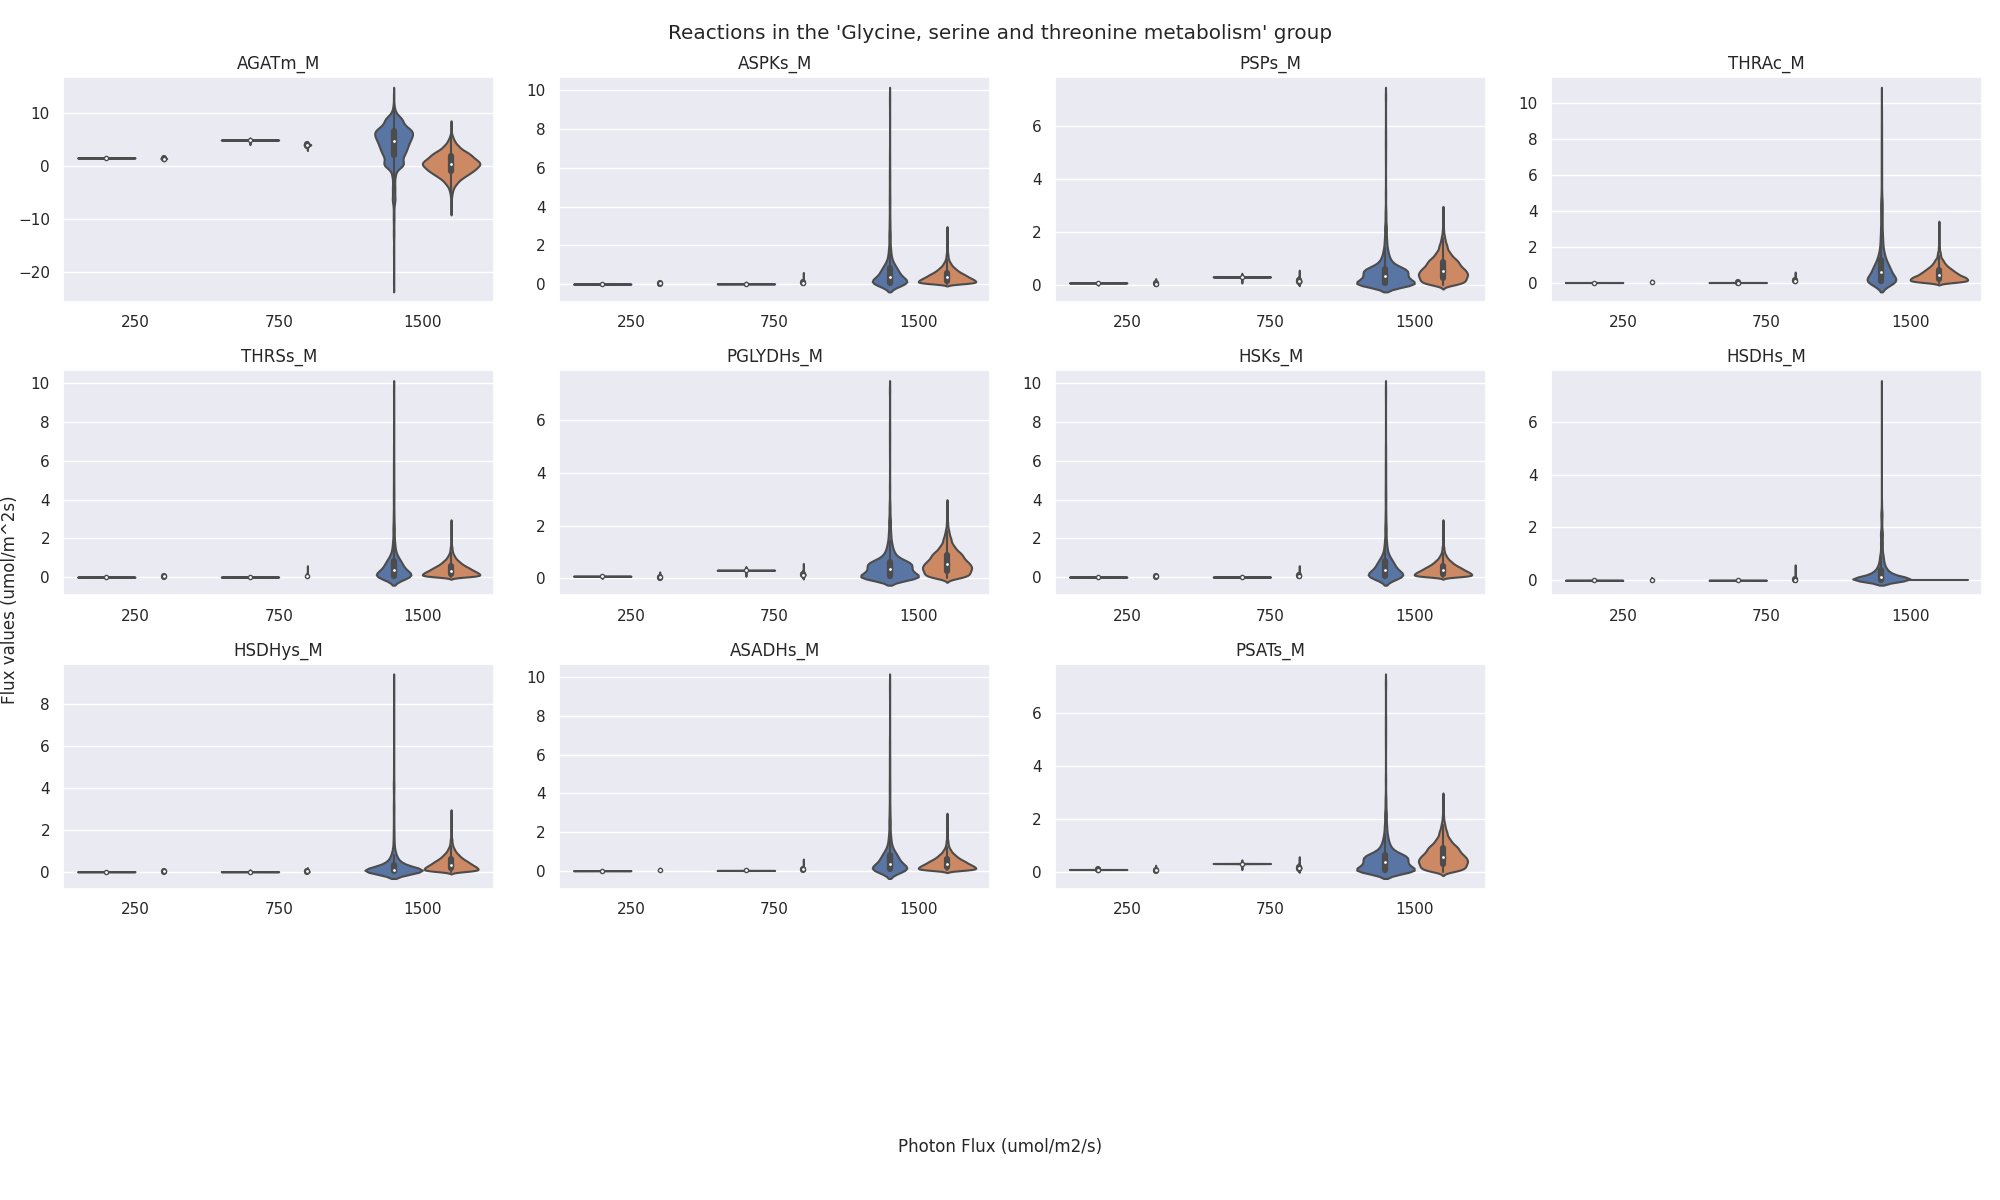 Reactions in the 'Glycine, serine and threonine metabolism' group
AGATm_M
ASPKs_M
PSPs_M
THRAc_M
10
0
−10
−20
250 750 1500
10
8
6
4
2
0
250 750 1500
6
4
2
0
250 750 1500
10
8
6
4
2
0
250 750 1500
THRSs_M
PGLYDHs_M
HSKs_M
HSDHs_M
10
8
6
4
2
0
250 750 1500
6
4
2
0
250 750 1500
10
8
6
4
2
0
250 750 1500
6
4
2
0
250 750 1500
Flux values (umol/m^2s)
HSDHys_M
ASADHs_M
PSATs_M
8
6
4
2
0
250 750 1500
10
8
6
4
2
0
250 750 1500
6
4
2
0
250 750 1500
Photon Flux (umol/m2/s)